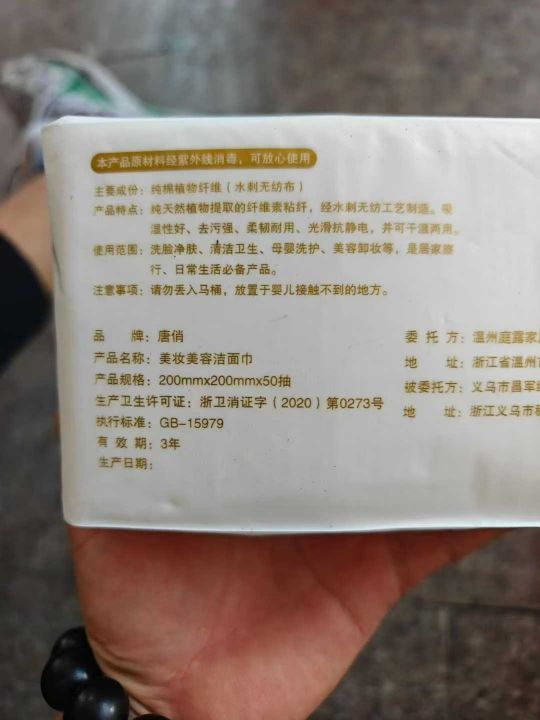 本产品原材料经紫外线消毒，可放心使用
主要成份：纯棉植物纤维（水刺无纺布）
产品特点：纯天然植物提取的纤维素粘纤，经水刺无纺工艺制造。吸
湿性好、去污强、柔韧耐用、光滑抗静电，并可干湿两用。
使用范围：洗脸净肤、清洁卫生、母婴洗护、美容卸妆等，是居家旅
行、日常生活必备产品。
注意事项：请勿丢入马桶，放置于婴儿接触不到的地方。
品 牌：唐俏
产品名称：美妆美容洁面巾
产品规格：200mmx200mmx50抽
生产卫生许可证：浙卫消证字（2020）第0273号
执行标准：GB-15979
有 效 期：3年
生产日期：
委 托 方：温州庭露家
地 址：浙江省温州
被委托方：义乌市昌军
地 址：浙江义乌市